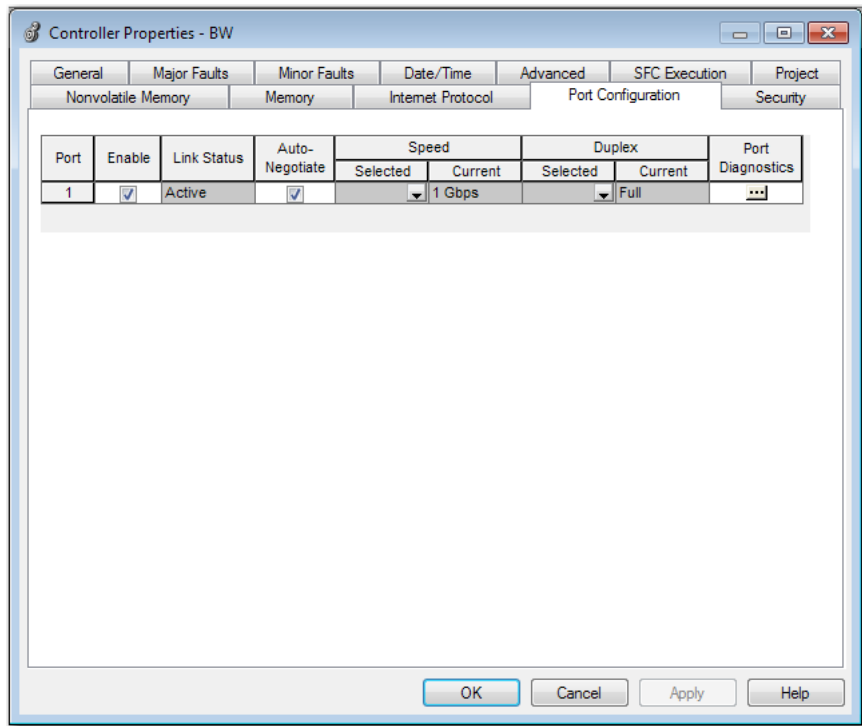 Controller Properties - BW
General Major Faults Minor Faults Date/Time Advanced SFC Execution Project
Nonvolatile Memory Memory Internet Protocol Port Configuration Security
Port Enable Link Status Auto-Negotiate Speed Duplex Port Diagnostics
Selected Current Selected Current
1 Active 1 Gbps Full ...
OK Cancel Apply Help